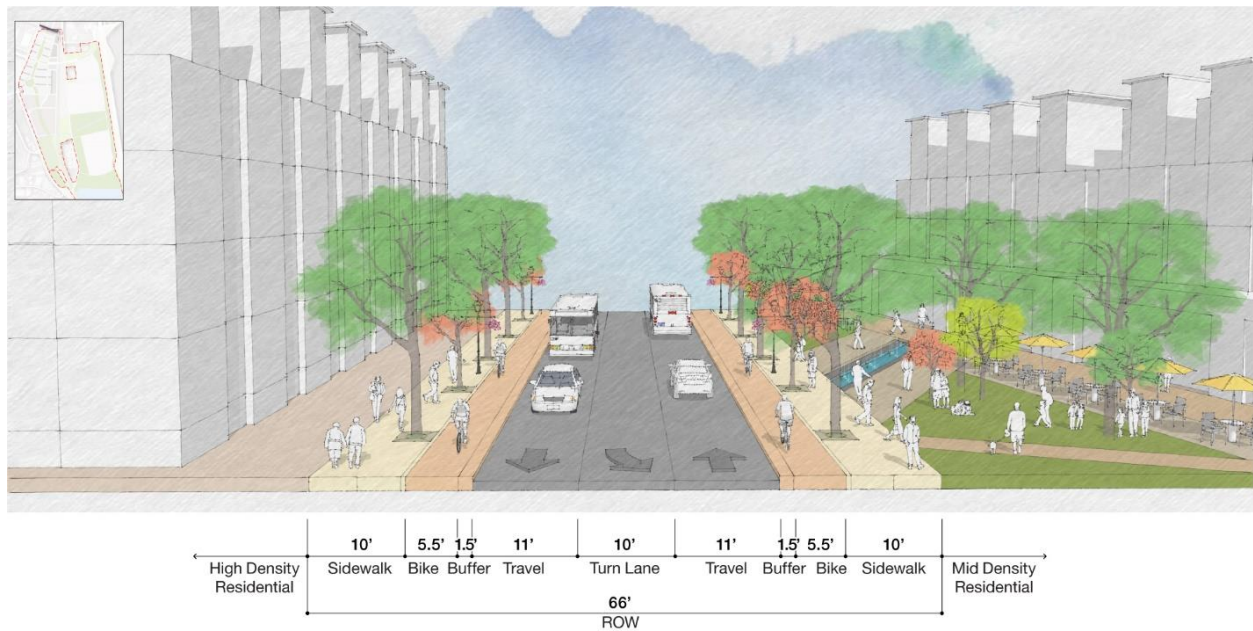 10' 5.5' 1.5' 11' 10' 11' 1.5' 5.5' 10'
High Density Residential Sidewalk Bike Buffer Travel Turn Lane Travel Buffer Bike Sidewalk Mid Density Residential
66'
ROW